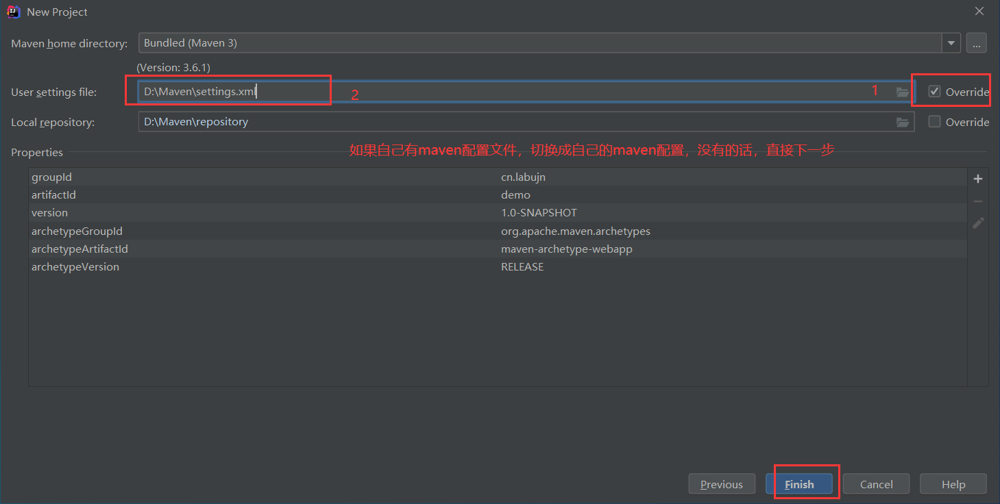 New Project
Maven home directory: Bundled (Maven 3) ...
(Version: 3.6.1)
User settings file: D:\Maven\settings.xml 2 1 Override
Local repository: D:\Maven\repository Override
如果自己有maven配置文件，切换成自己的maven配置，没有的话，直接下一步
Properties
groupId cn.labujn
artifactId demo
version 1.0-SNAPSHOT
archetypeGroupId org.apache.maven.archetypes
archetypeArtifactId maven-archetype-webapp
archetypeVersion RELEASE
Previous Finish Cancel Help